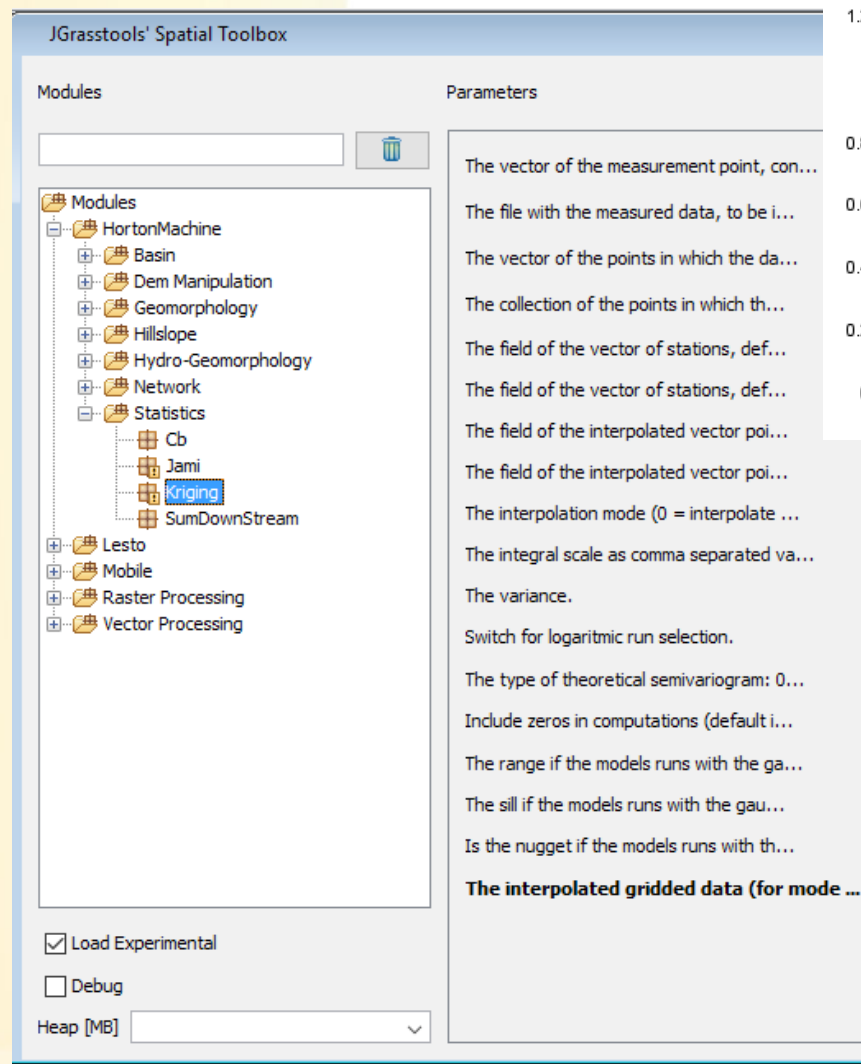 JGrasstools' Spatial Toolbox
Modules
Parameters
Modules
HortonMachine
Basin
Dem Manipulation
Geomorphology
Hillslope
Hydro-Geomorphology
Network
Statistics
Cb
Jami
Kriging
SumDownStream
Lesto
Mobile
Raster Processing
Vector Processing
Load Experimental
Debug
Heap [MB]
The vector of the measurement point, con...
The file with the measured data, to be i...
The vector of the points in which the da...
The collection of the points in which th...
The field of the vector of stations, def...
The field of the vector of stations, def...
The field of the interpolated vector poi...
The field of the interpolated vector poi...
The interpolation mode (0 = interpolate ...
The integral scale as comma separated va...
The variance.
Switch for logaritmic run selection.
The type of theoretical semivariogram: 0...
Include zeros in computations (default i...
The range if the models runs with the ga...
The sill if the models runs with the gau...
Is the nugget if the models runs with th...
The interpolated gridded data (for mode ...